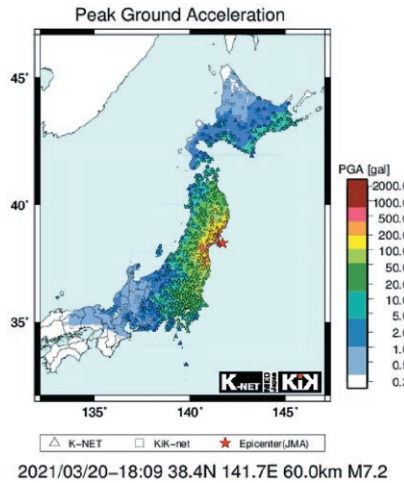 Peak Ground Acceleration
45°
40°
35°
135°
140°
145°
PGA [gal]
2000.0
1000.0
500.0
200.0
100.0
50.0
20.0
10.0
5.0
2.0
1.0
0.5
0.2
K-NET
NIED
Japan
KiK
K-NET
KiK-net
Epicenter(JMA)
2021/03/20-18:09 38.4N 141.7E 60.0km M7.2